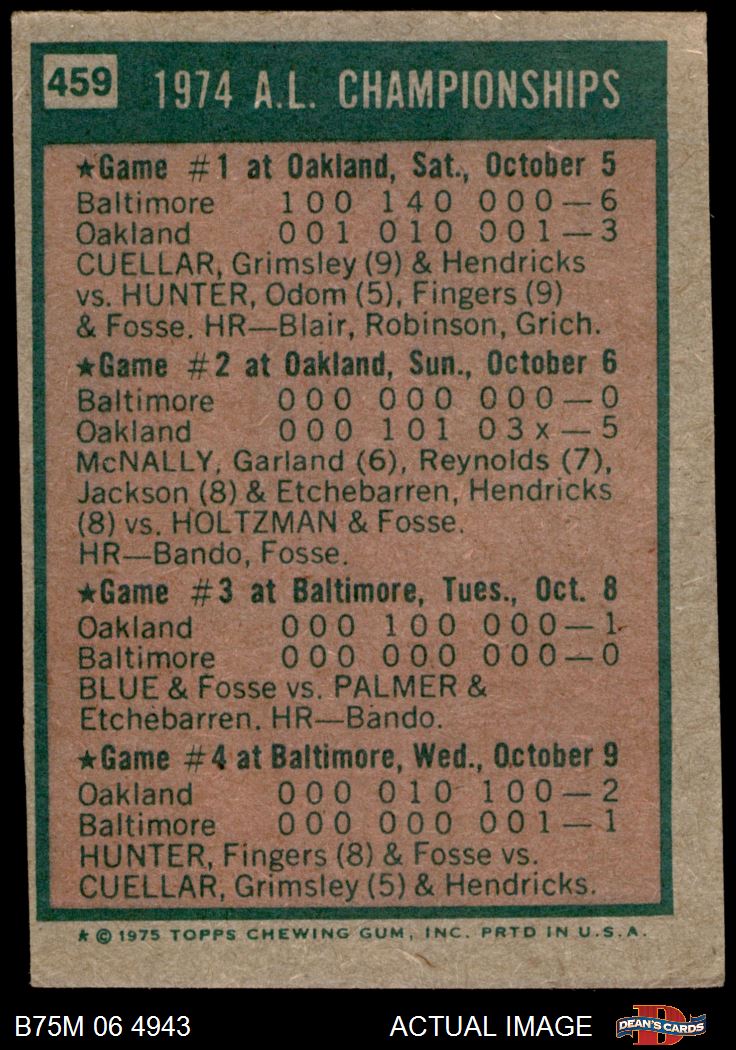 459 1974 A.L. CHAMPIONSHIPS
★Game #1 at Oakland, Sat., October 5
Baltimore 100 140 000—6
Oakland 001 010 001—3
CUELLAR, Grimsley (9) & Hendricks
vs. HUNTER, Odom (5), Fingers (9)
& Fosse. HR—Blair, Robinson, Grich.
★Game #2 at Oakland, Sun., October 6
Baltimore 000 000 000—0
Oakland 000 101 03x—5
McNALLY, Garland (6), Reynolds (7),
Jackson (8) & Etchebarren, Hendricks
(8) vs. HOLTZMAN & Fosse.
HR—Bando, Fosse.
★Game #3 at Baltimore, Tues., Oct. 8
Oakland 000 100 000—1
Baltimore 000 000 000—0
BLUE & Fosse vs. PALMER &
Etchebarren. HR—Bando.
★Game #4 at Baltimore, Wed., October 9
Oakland 000 010 100—2
Baltimore 000 000 001—1
HUNTER, Fingers (8) & Fosse vs.
CUELLAR, Grimsley (5) & Hendricks.
★ © 1975 TOPPS CHEWING GUM, INC. PRTD IN U.S.A.
B75M 06 4943 ACTUAL IMAGE D DEAN'S CARDS